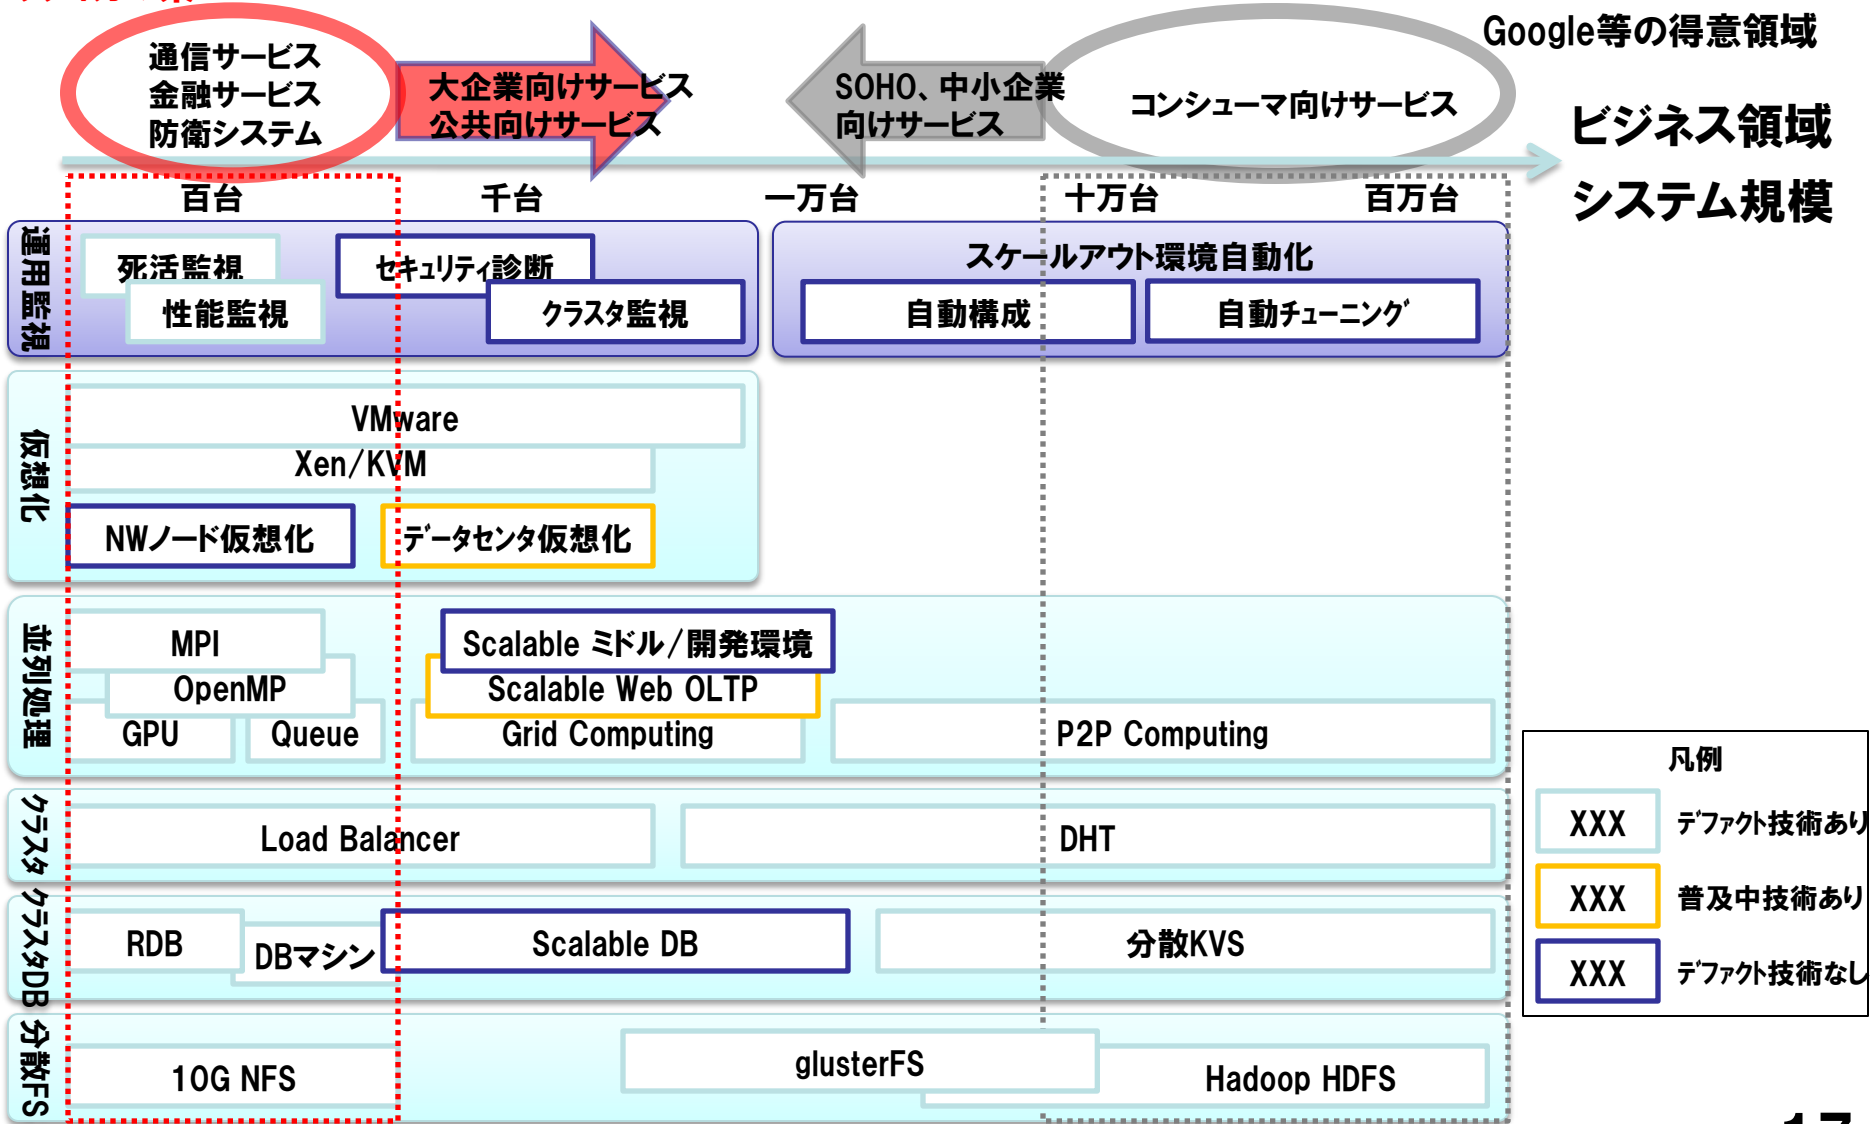 Google等の得意領域
通信サービス
金融サービス
防衛システム
大企業向けサービス
公共向けサービス
SOHO、中小企業
向けサービス
コンシューマ向けサービス
ビジネス領域
百台
千台
一万台
十万台
百万台
システム規模
運用監視
死活監視
性能監視
セキュリティ診断
クラスタ監視
スケールアウト環境自動化
自動構成
自動チューニング
仮想化
VMware
Xen/KVM
NWノード仮想化
データセンタ仮想化
並列処理
MPI
OpenMP
GPU
Queue
Scalable ミドル/開発環境
Scalable Web OLTP
Grid Computing
P2P Computing
クラスタ
Load Balancer
DHT
クラスタDB
RDB
DBマシン
Scalable DB
分散KVS
分散FS
10G NFS
glusterFS
Hadoop HDFS
凡例
XXX デファクト技術あり
XXX 普及中技術あり
XXX デファクト技術なし